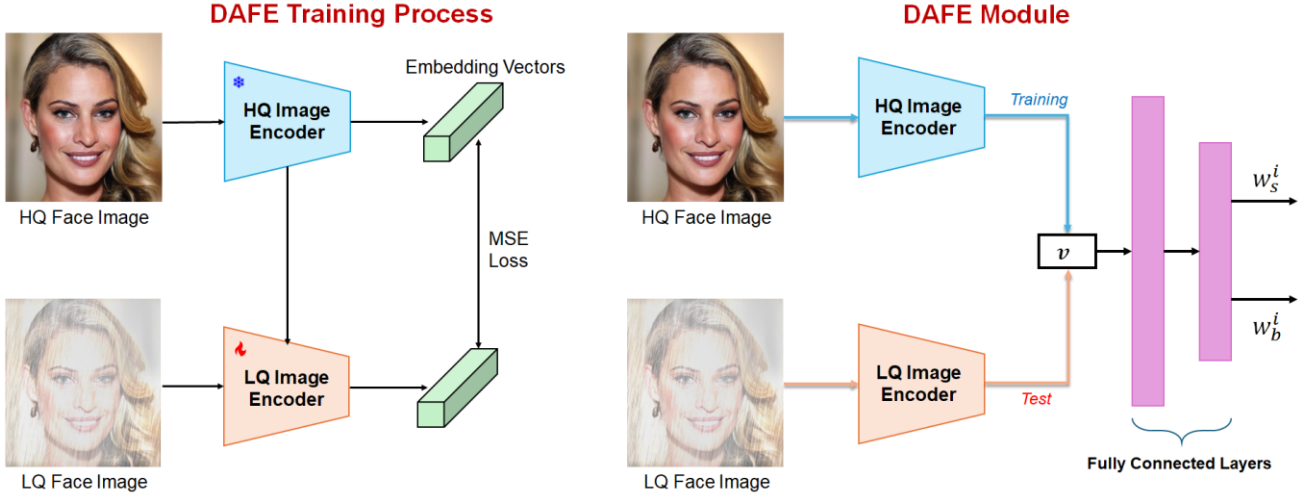 DAFE Training Process
HQ Image
Encoder
Embedding Vectors
HQ Face Image
MSE
Loss
LQ Image
Encoder
LQ Face Image
DAFE Module
HQ Image
Encoder
Training
HQ Face Image
v
W_s^i
W_b^i
LQ Image
Encoder
Test
LQ Face Image
Fully Connected Layers